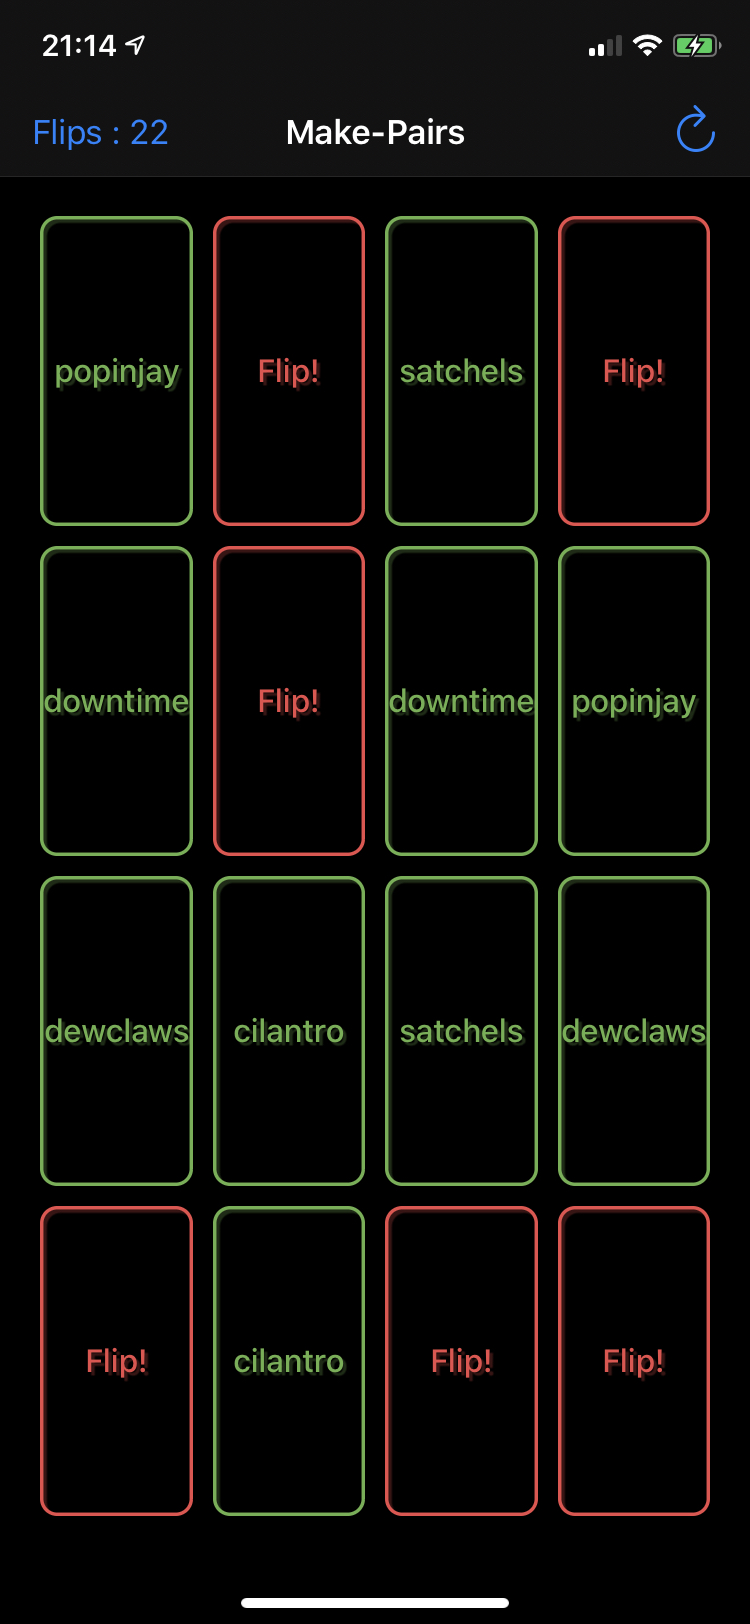 21:14
Flips : 22 Make-Pairs
popinjay Flip! satchels Flip!
downtime Flip! downtime popinjay
dewclaws cilantro satchels dewclaws
Flip! cilantro Flip! Flip!